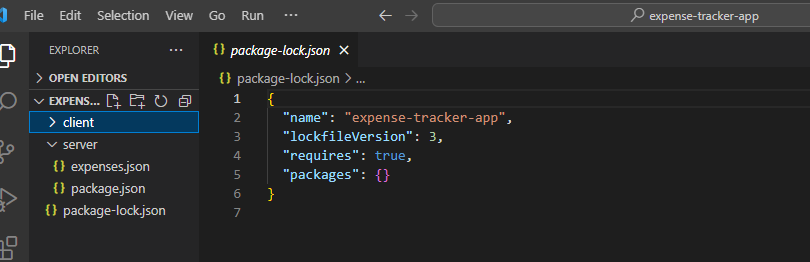 File Edit Selection View Go Run ...
expense-tracker-app
EXPLORER ...
package-lock.json
OPEN EDITORS
package-lock.json > ...
EXPENS...
client
server
{} expenses.json
{} package.json
{} package-lock.json
1 {
2 "name": "expense-tracker-app",
3 "lockfileVersion": 3,
4 "requires": true,
5 "packages": {}
6 }
7